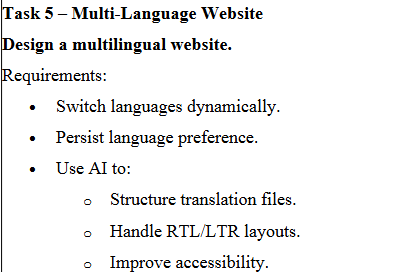 Task 5 – Multi-Language Website
Design a multilingual website.
Requirements:
• Switch languages dynamically.
• Persist language preference.
• Use AI to:
o Structure translation files.
o Handle RTL/LTR layouts.
o Improve accessibility.